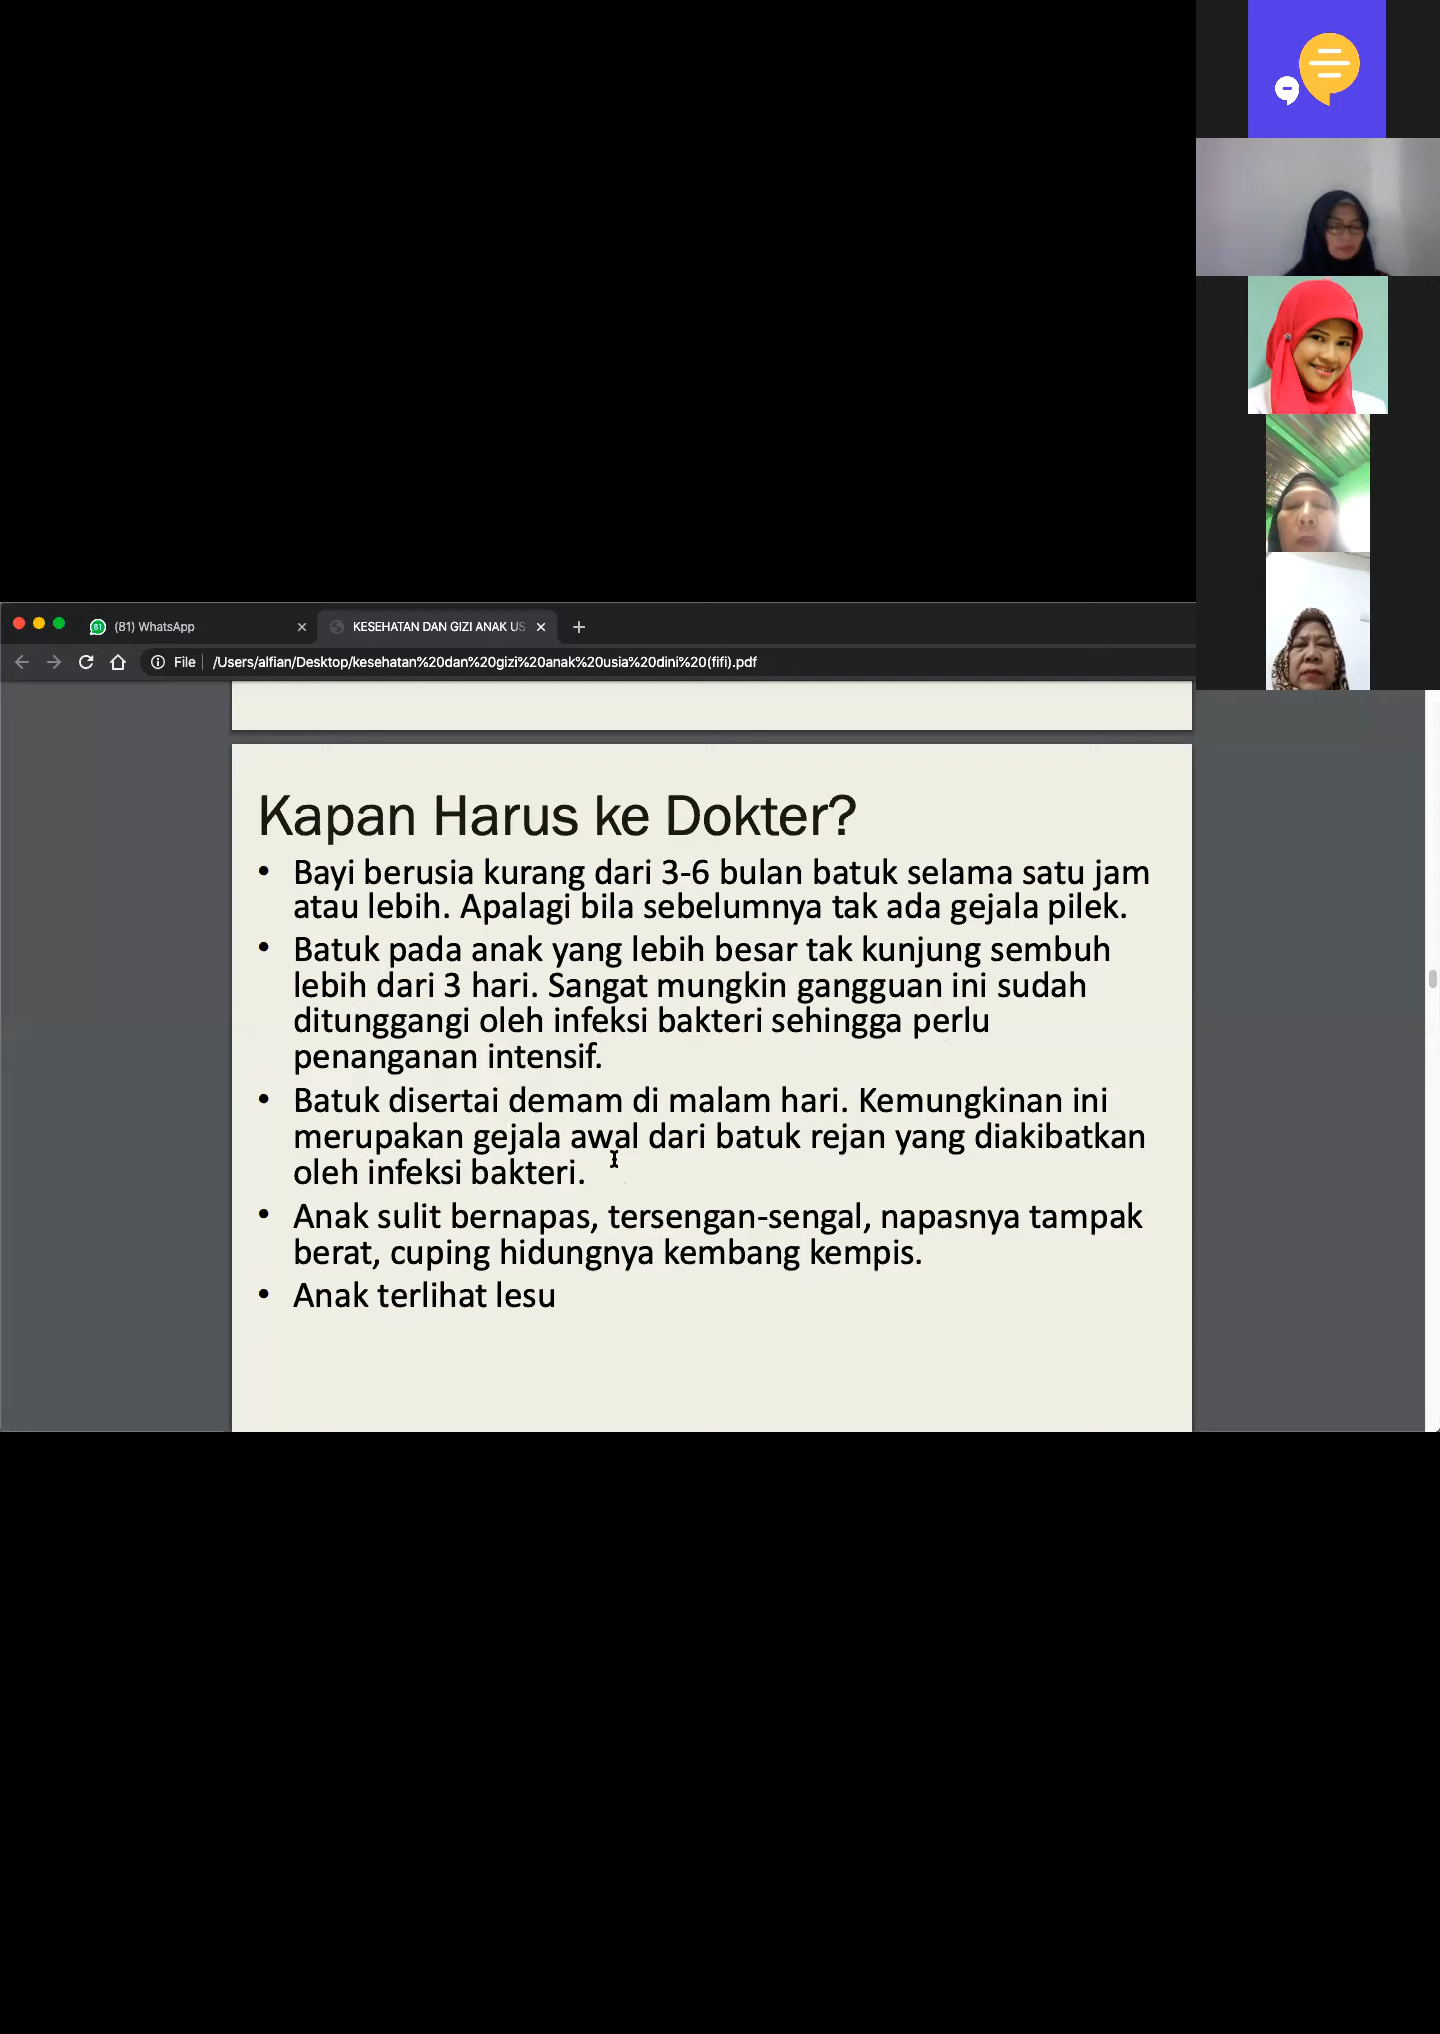 (81) WhatsApp
KESEHATAN DAN GIZI ANAK US
File
/Users/alfian/Desktop/kesehatan%20dan%20gizi%20anak%20usia%20dini%20(fifi).pdf
Kapan Harus ke Dokter?
• Bayi berusia kurang dari 3-6 bulan batuk selama satu jam
atau lebih. Apalagi bila sebelumnya tak ada gejala pilek.
• Batuk pada anak yang lebih besar tak kunjung sembuh
lebih dari 3 hari. Sangat mungkin gangguan ini sudah
ditunggangi oleh infeksi bakteri sehingga perlu
penanganan intensif.
• Batuk disertai demam di malam hari. Kemungkinan ini
merupakan gejala awal dari batuk rejan yang diakibatkan
oleh infeksi bakteri.
• Anak sulit bernapas, tersengan-sengal, napasnya tampak
berat, cuping hidungnya kembang kempis.
• Anak terlihat lesu